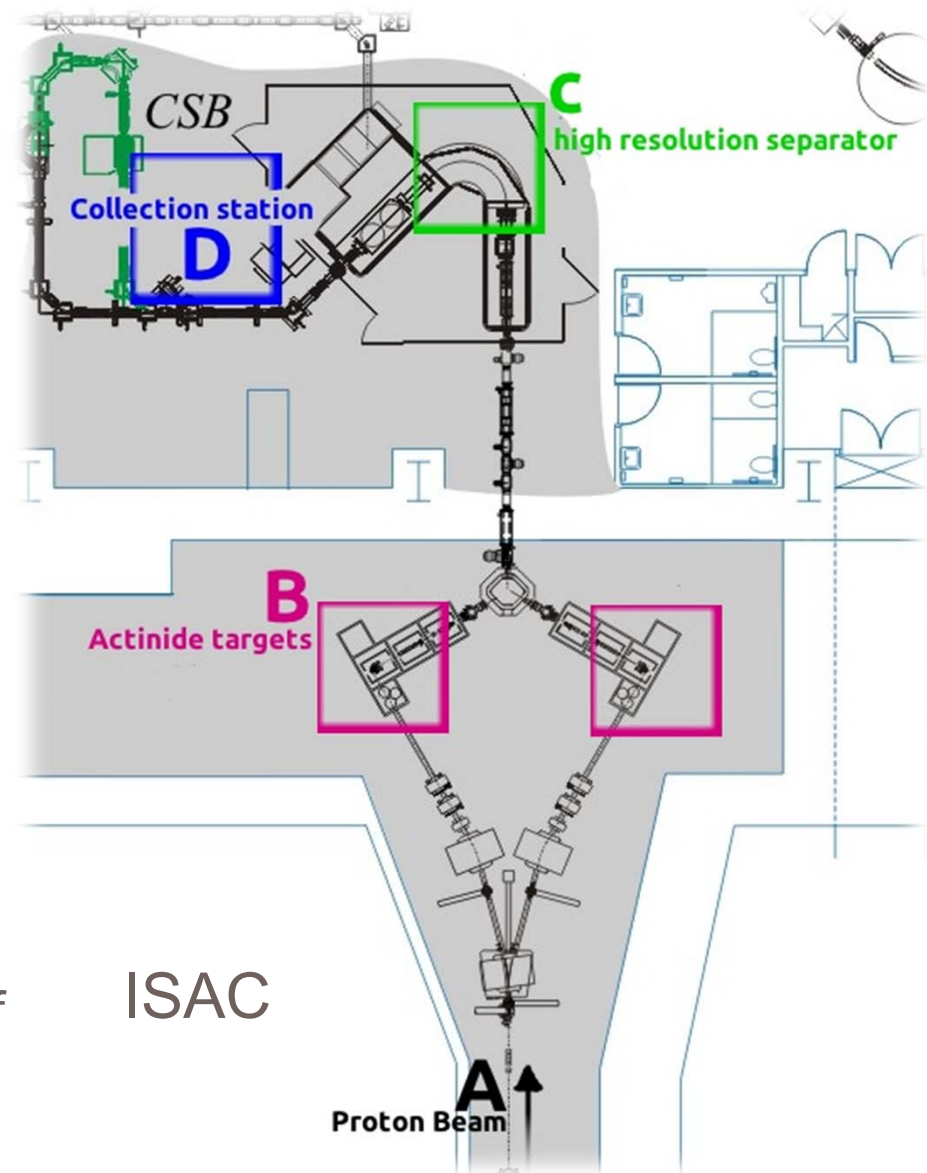 CSB
C
high resolution separator
Collection station
D
B
Actinide targets
ISAC
A
Proton Beam